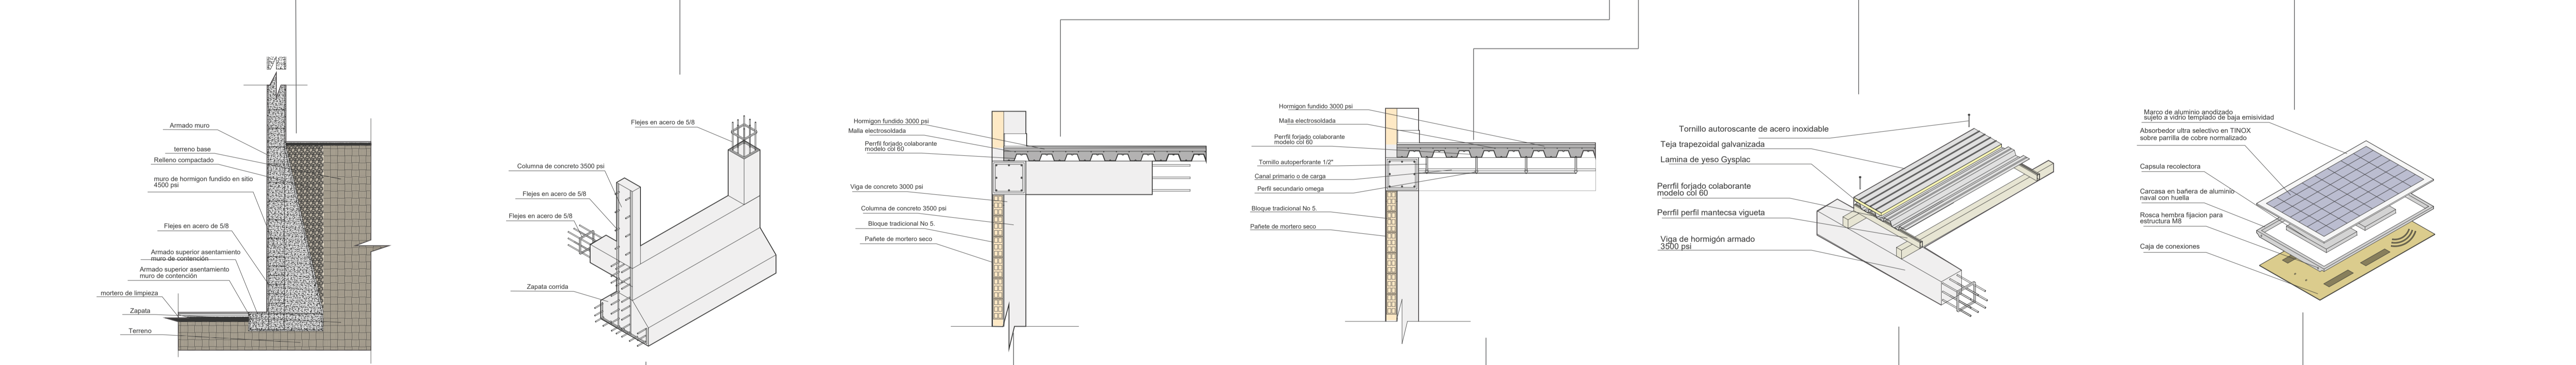 Armado muro
terreno base
Relleno compactado
muro de hormigon fundido en sitio
4500 psi
Flejes en acero de 5/8
Armado superior asentamiento
muro de contención
Armado superior asentamiento
muro de contención
mortero de limpieza
Zapata
Terreno
Flejes en acero de 5/8
Columna de concreto 3500 psi
Flejes en acero de 5/8
Flejes en acero de 5/8
Zapata corrida
Hormigon fundido 3000 psi
Malla electrosoldada
Perrfil forjado colaborante
modelo col 60
Viga de concreto 3000 psi
Columna de concreto 3500 psi
Bloque tradicional No 5.
Pañete de mortero seco
Hormigon fundido 3000 psi
Malla electrosoldada
Perrfil forjado colaborante
modelo col 60
Tornillo autoperforante 1/2"
Canal primario o de carga
Perfil secundario omega
Bloque tradicional No 5.
Pañete de mortero seco
Tornillo autoroscante de acero inoxidable
Teja trapezoidal galvanizada
Lamina de yeso Gysplac
Perrfil forjado colaborante
modelo col 60
Perrfil perfil mantecsa vigueta
Viga de hormigón armado
3500 psi
Marco de aluminio anodizado
sujeto a vidrio templado de baja emisividad
Absorbedor ultra selectivo en TINOX
sobre parrilla de cobre normalizado
Capsula recolectora
Carcasa en bañera de aluminio
naval con huella
Rosca hembra fijacion para
estructura M8
Caja de conexiones